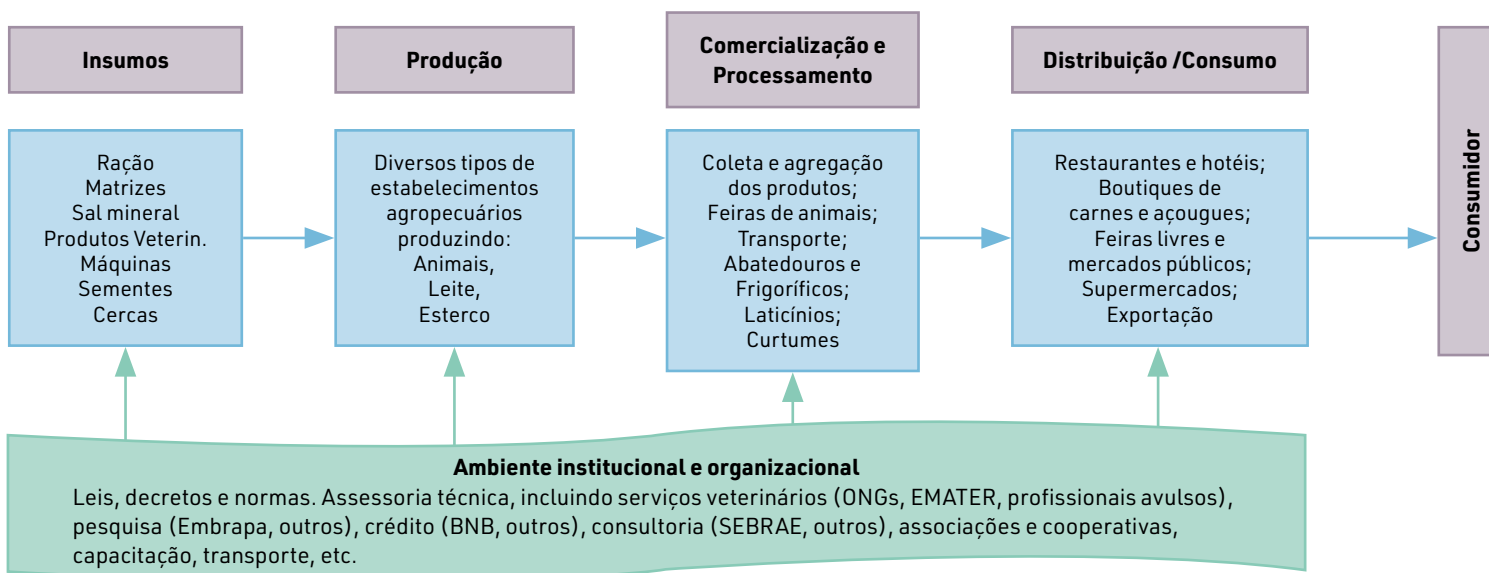 Insumos
Produção
Comercialização e
Processamento
Distribuição /Consumo
Ração
Matrizes
Sal mineral
Produtos Veterin.
Máquinas
Sementes
Cercas
Diversos tipos de
estabelecimentos
agropecuários
produzindo:
Animais,
Leite,
Esterco
Coleta e agregação
dos produtos;
Feiras de animais;
Transporte;
Abatedouros e
Frigoríficos;
Laticínios;
Curtumes
Restaurantes e hotéis;
Boutiques de
carnes e açougues;
Feiras livres e
mercados públicos;
Supermercados;
Exportação
Consumidor
Ambiente institucional e organizacional
Leis, decretos e normas. Assessoria técnica, incluindo serviços veterinários (ONGs, EMATER, profissionais avulsos),
pesquisa (Embrapa, outros), crédito (BNB, outros), consultoria (SEBRAE, outros), associações e cooperativas,
capacitação, transporte, etc.